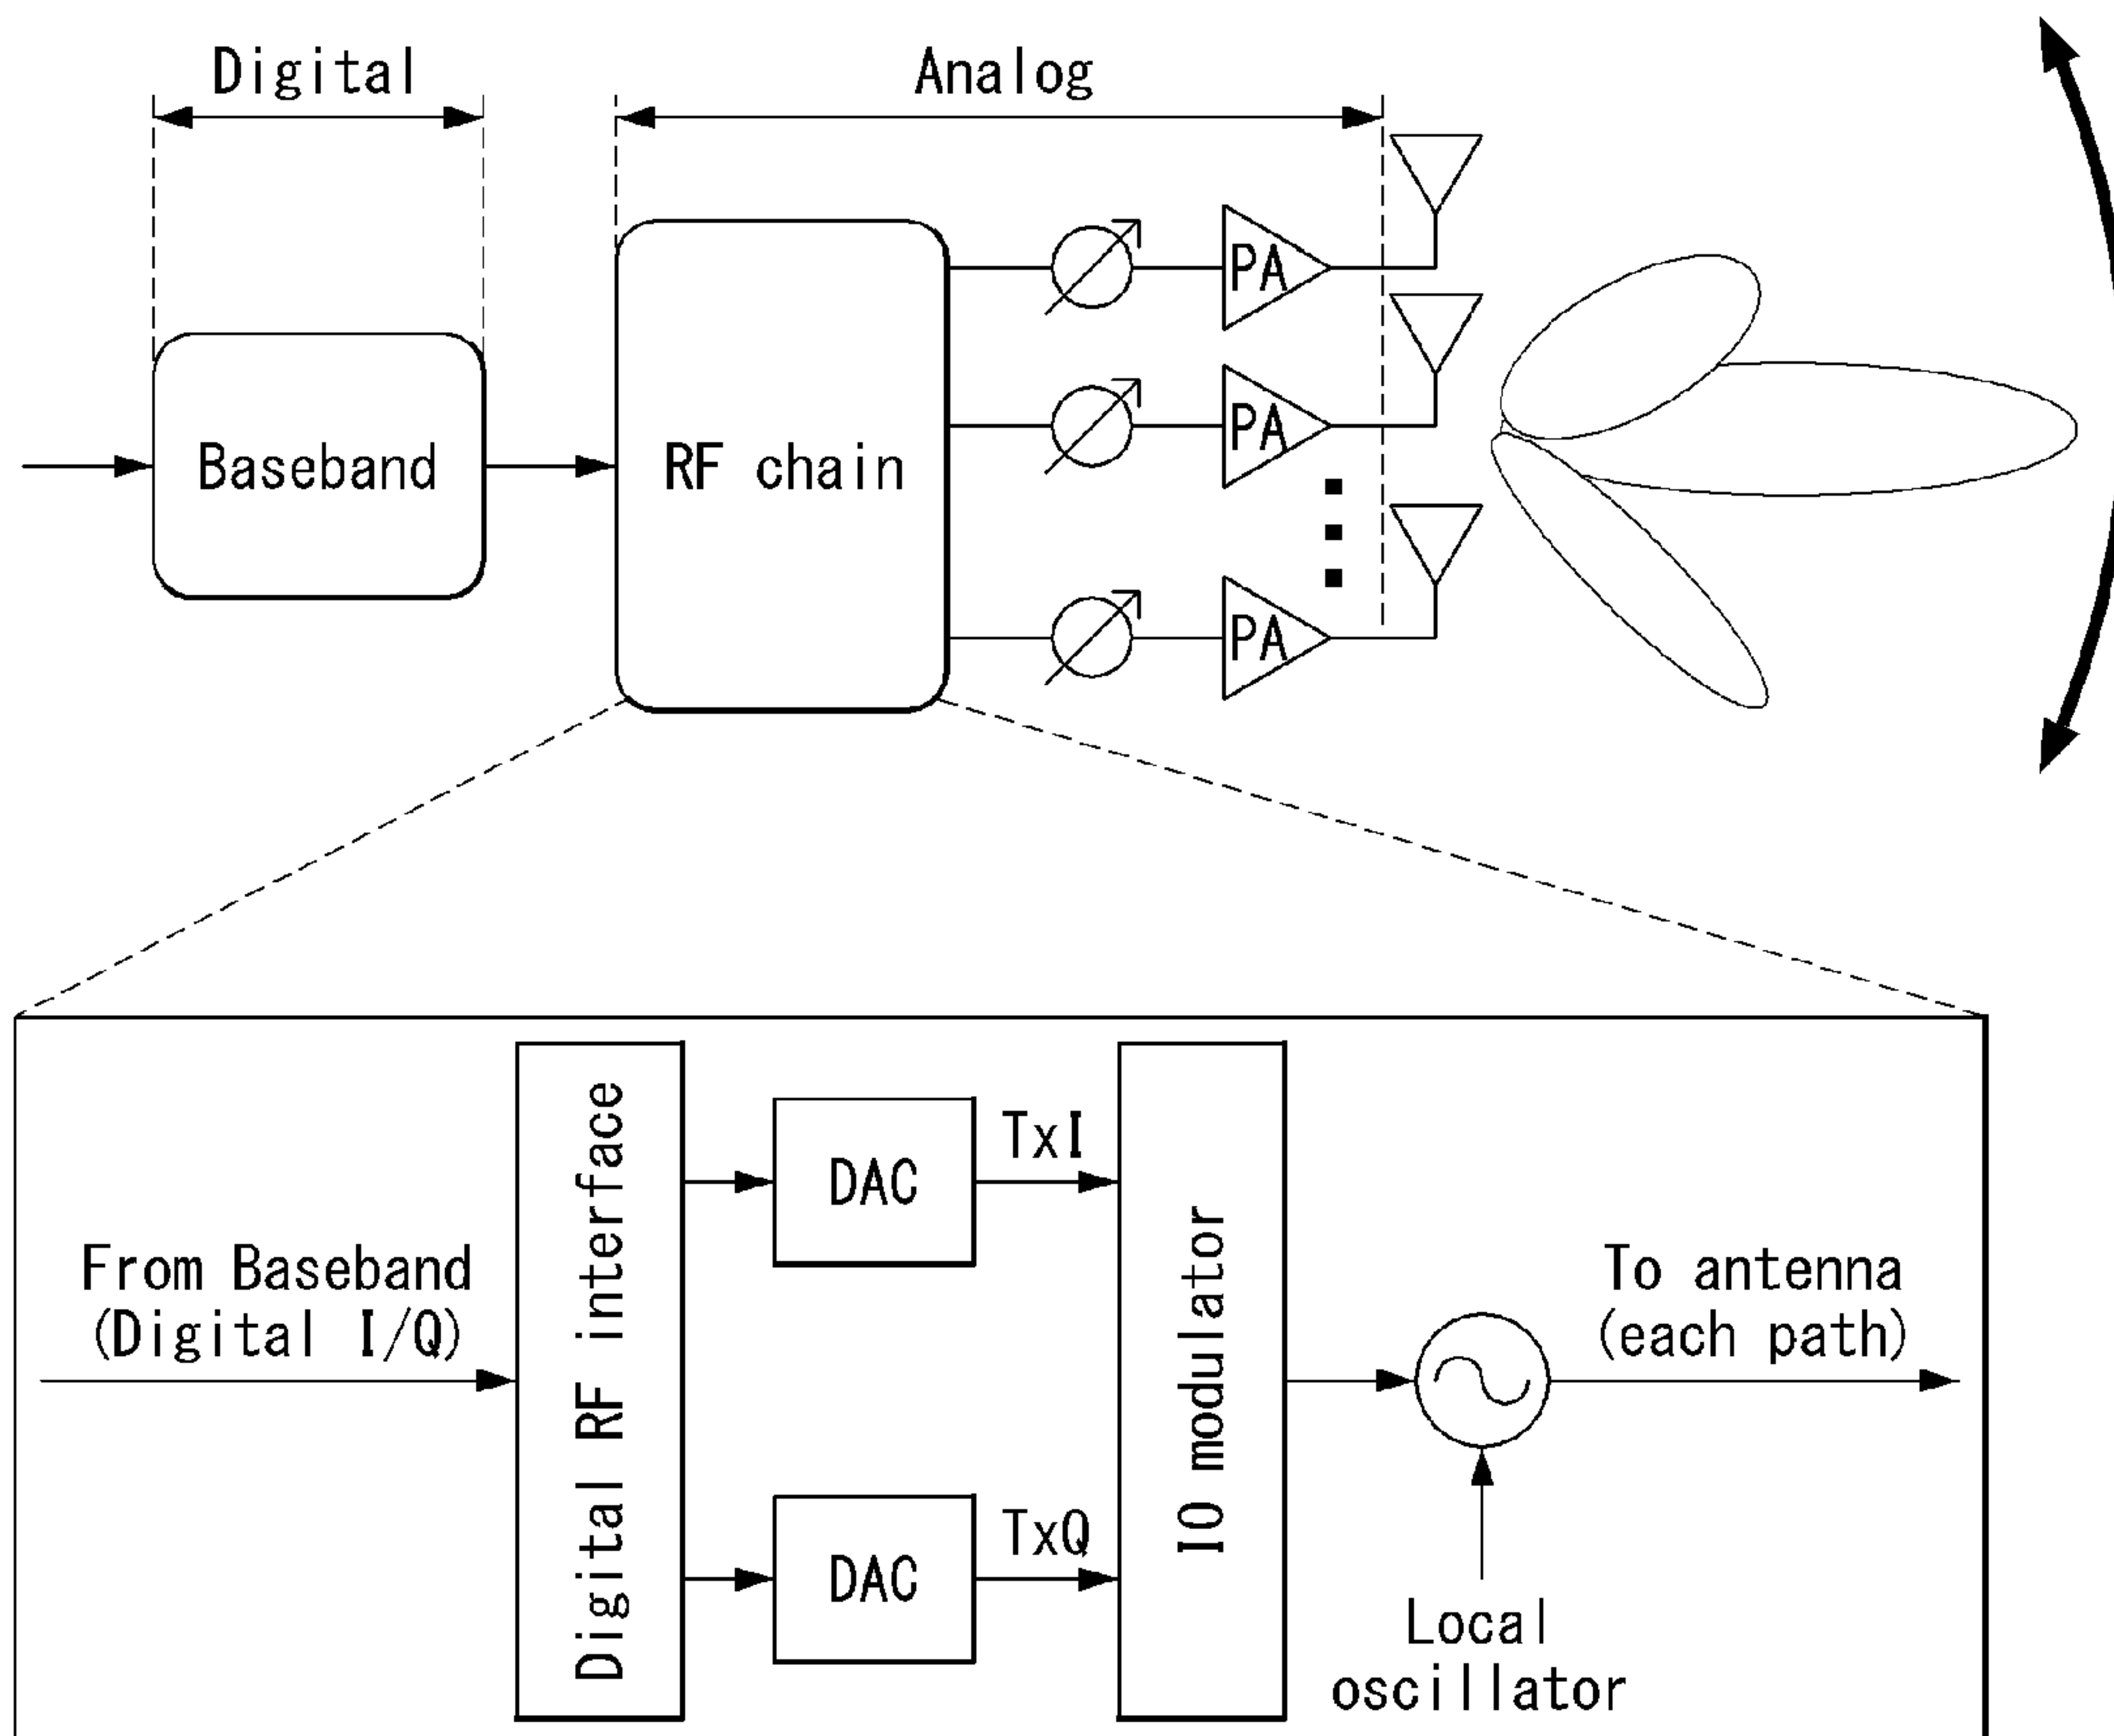 Digital
Analog
Baseband
RF chain
PA
PA
PA
Digital RF interface
DAC
TxI
IO modulator
From Baseband
(Digital I/Q)
To antenna
(each path)
DAC
TxQ
Local
oscillator